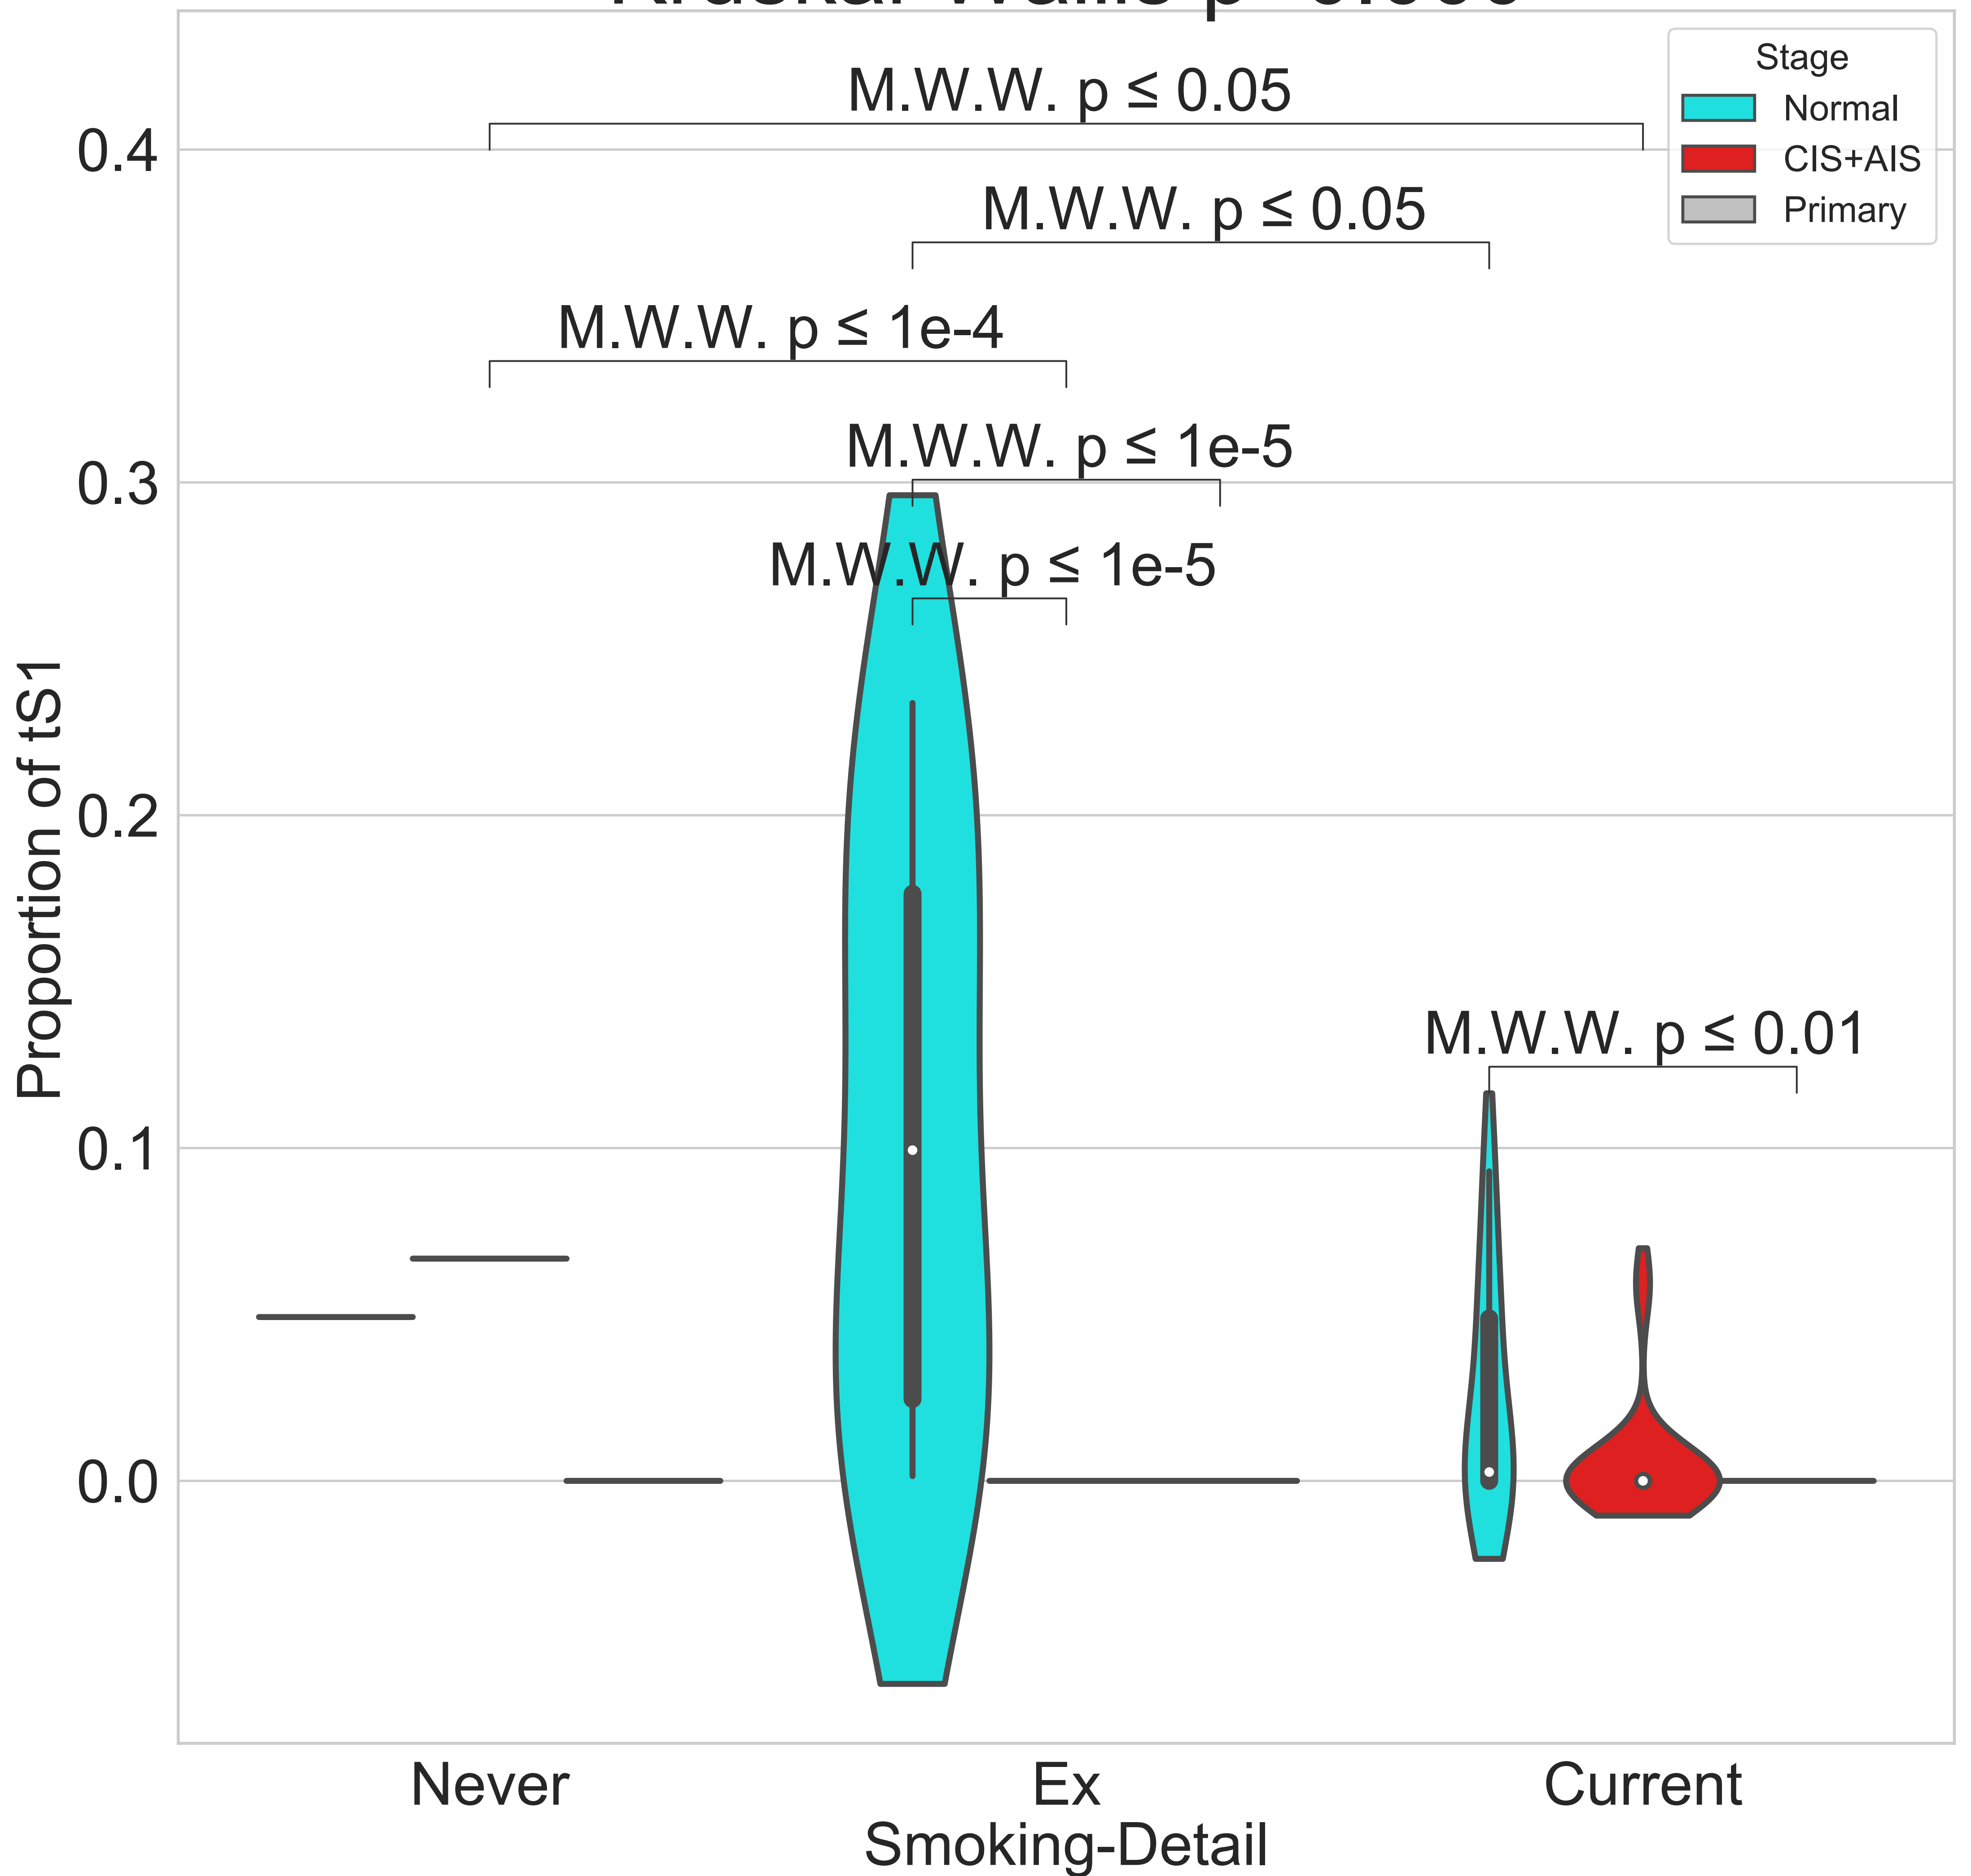 Stage
Normal
CIS+AIS
Primary
M.W.W. p ≤ 0.05
M.W.W. p ≤ 0.05
M.W.W. p ≤ 1e-4
M.W.W. p ≤ 1e-5
M.W.W. p ≤ 1e-5
M.W.W. p ≤ 0.01
0.4
0.3
0.2
0.1
0.0
Proportion of tS1
Never
Ex
Current
Smoking-Detail